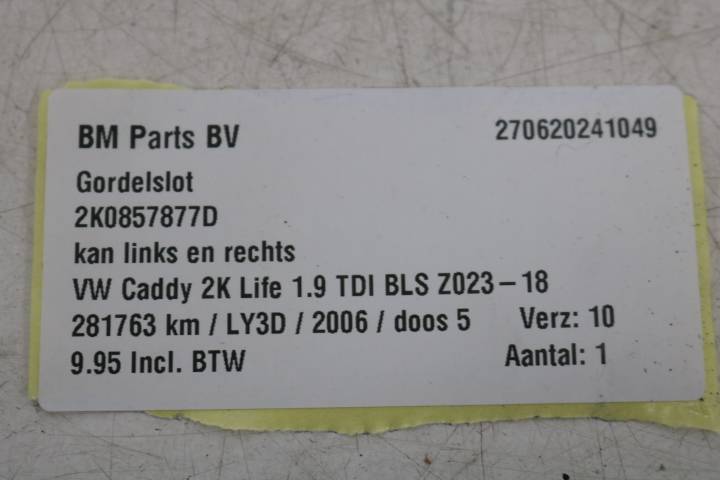 BM Parts BV 270620241049
Gordelslot
2K0857877D
kan links en rechts
VW Caddy 2K Life 1.9 TDI BLS Z023-18
281763 km / LY3D / 2006 / doos 5 Verz: 10
9.95 Incl. BTW Aantal: 1